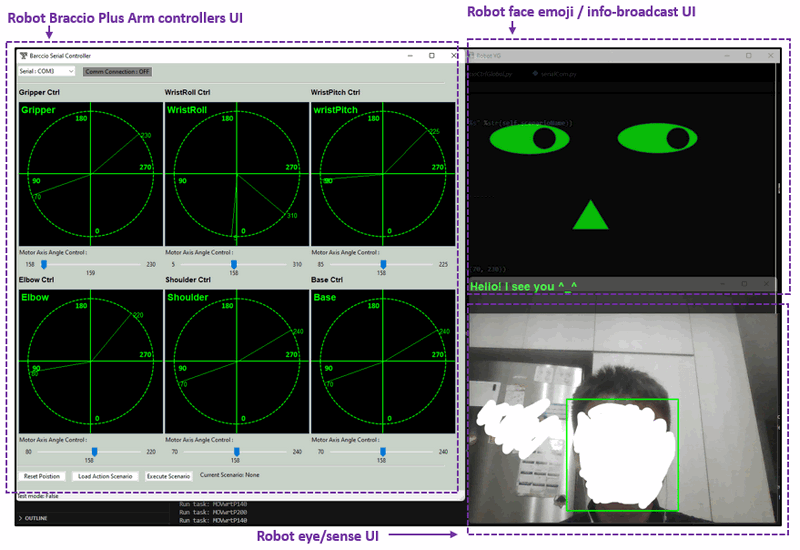 Robot Braccio Plus Arm controllers UI
Robot face emoji / info-broadcast UI
Barccio Serial Controller
Serial : COM3
Comm Connection : OFF
Gripper Ctrl
WristRoll Ctrl
WristPitch Ctrl
Gripper
180
230
270
90
70
0
WristRoll
180
270
90
310
0
wristPitch
180
225
270
90
0
Motor Axis Angle Control :
158
230
159
Motor Axis Angle Control :
5
310
158
Motor Axis Angle Control :
85
225
158
Elbow Ctrl
Shoulder Ctrl
Base Ctrl
Elbow
180
220
270
90
80
0
Shoulder
180
240
270
90
70
0
Base
180
240
270
90
70
0
Motor Axis Angle Control :
80
220
158
Motor Axis Angle Control :
70
240
158
Motor Axis Angle Control :
70
240
158
Reset Position
Load Action Scenario
Execute Scenario
Current Scenario: None
Test mode: False
> OUTLINE
Run task: MOVwrtP140
Run task: MOVwrtP200
Run task: MOVwrtP140
Hello! I see you ^_^
Robot eye/sense UI